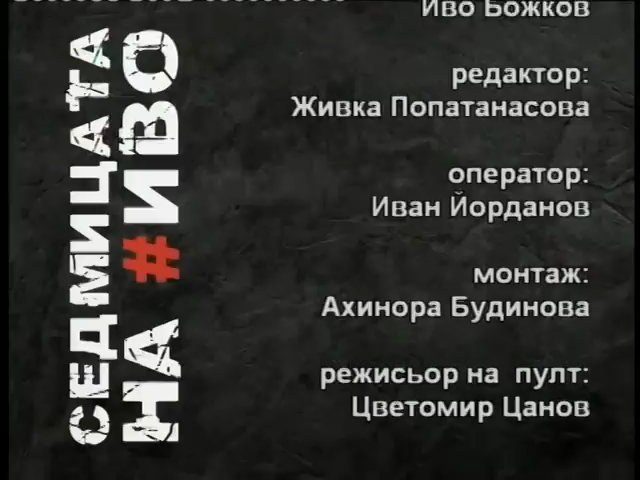 СЕДМИЦАТА
НА #ИВО
Иво Божков
редактор:
Живка Попатанасова
оператор:
Иван Йорданов
монтаж:
Ахинора Будинова
режисьор на пулт:
Цветомир Цанов